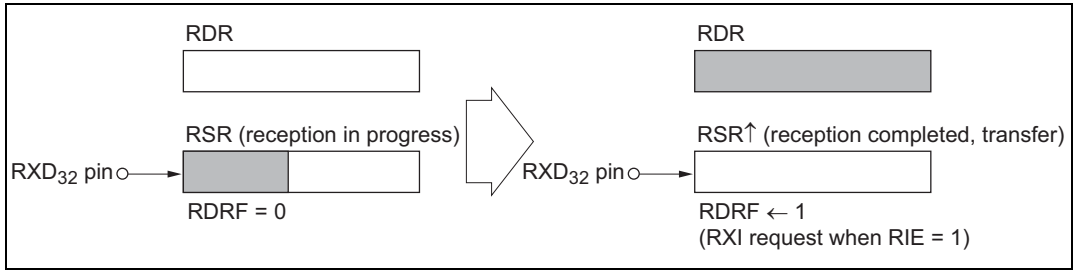 RDR
RSR (reception in progress)
RXD32 pin
RDRF = 0
RDR
RSR↑ (reception completed, transfer)
RXD32 pin
RDRF ← 1
(RXI request when RIE = 1)